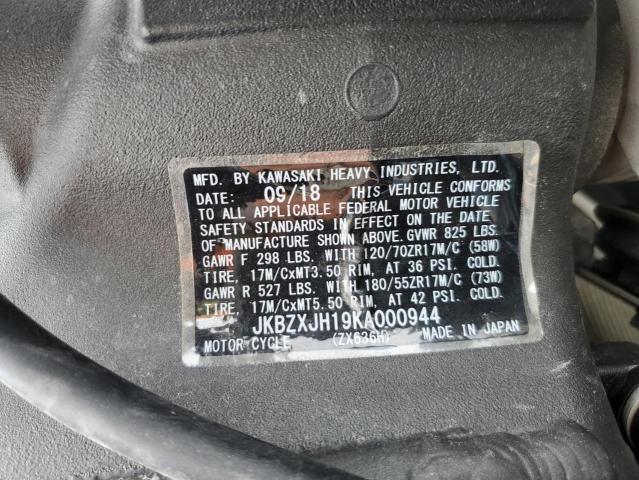 MFD. BY KAWASAKI HEAVY INDUSTRIES, LTD.
DATE: 09/18 THIS VEHICLE CONFORMS
TO ALL APPLICABLE FEDERAL MOTOR VEHICLE
SAFETY STANDARDS IN EFFECT ON THE DATE
OF MANUFACTURE SHOWN ABOVE. GVWR 825 LBS.
GAWR F 298 LBS. WITH 120/70ZR17M/C (58W)
TIRE, 17M/CxMT3.50 RIM, AT 36 PSI. COLD.
GAWR R 527 LBS. WITH 180/55ZR17M/C (73W)
TIRE, 17M/CxMT5.50 RIM, AT 42 PSI. COLD.
JKBZXJH19KA000944
MOTOR CYCLE (ZX636H) MADE IN JAPAN